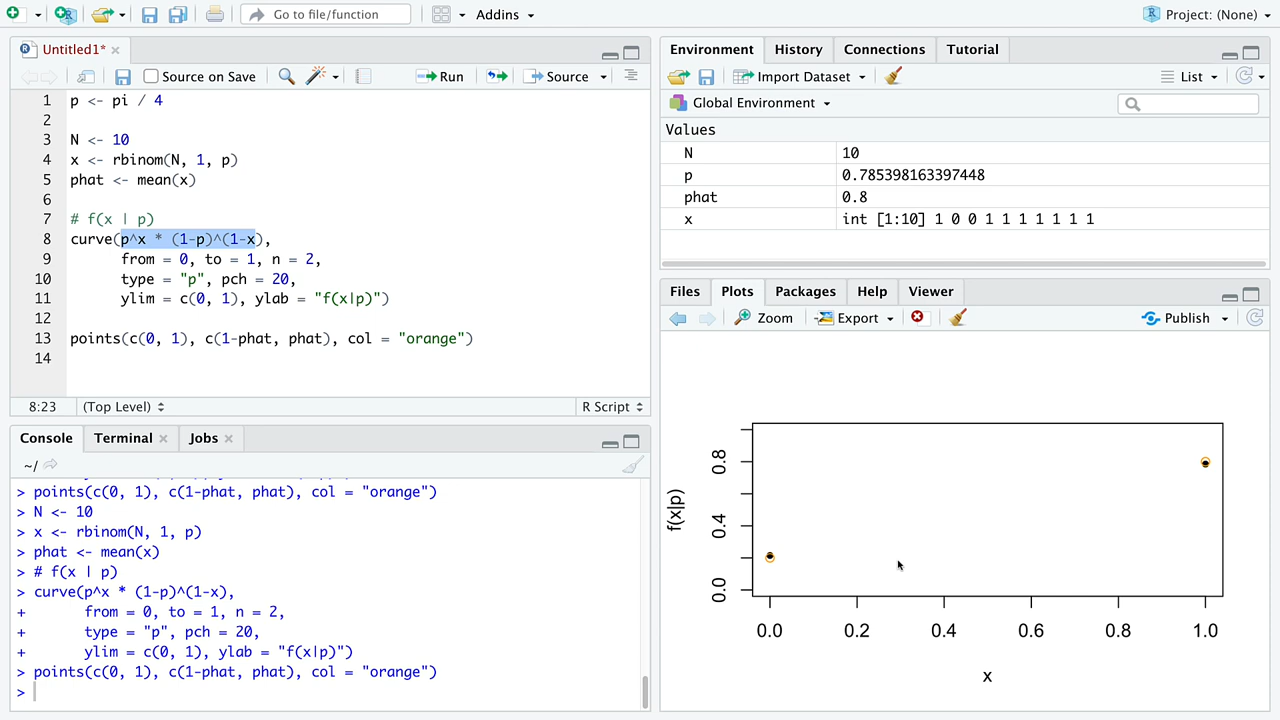 Go to file/function
Addins
Project: (None)
Untitled1*
Source on Save
Run
Source
1 p <- pi / 4
2
3 N <- 10
4 x <- rbinom(N, 1, p)
5 phat <- mean(x)
6
7 # f(x | p)
8 curve(p^x * (1-p)^(1-x),
9 from = 0, to = 1, n = 2,
10 type = "p", pch = 20,
11 ylim = c(0, 1), ylab = "f(x|p)")
12
13 points(c(0, 1), c(1-phat, phat), col = "orange")
14
8:23 (Top Level) R Script
Console Terminal Jobs
~/
> points(c(0, 1), c(1-phat, phat), col = "orange")
> N <- 10
> x <- rbinom(N, 1, p)
> phat <- mean(x)
> # f(x | p)
> curve(p^x * (1-p)^(1-x),
+ from = 0, to = 1, n = 2,
+ type = "p", pch = 20,
+ ylim = c(0, 1), ylab = "f(x|p)")
> points(c(0, 1), c(1-phat, phat), col = "orange")
>
Environment History Connections Tutorial
Import Dataset List
Global Environment
Values
N 10
p 0.785398163397448
phat 0.8
x int [1:10] 1 0 0 1 1 1 1 1 1 1
Files Plots Packages Help Viewer
Zoom Export Publish
f(x|p)
0.8
0.4
0.0
0.0 0.2 0.4 0.6 0.8 1.0
x